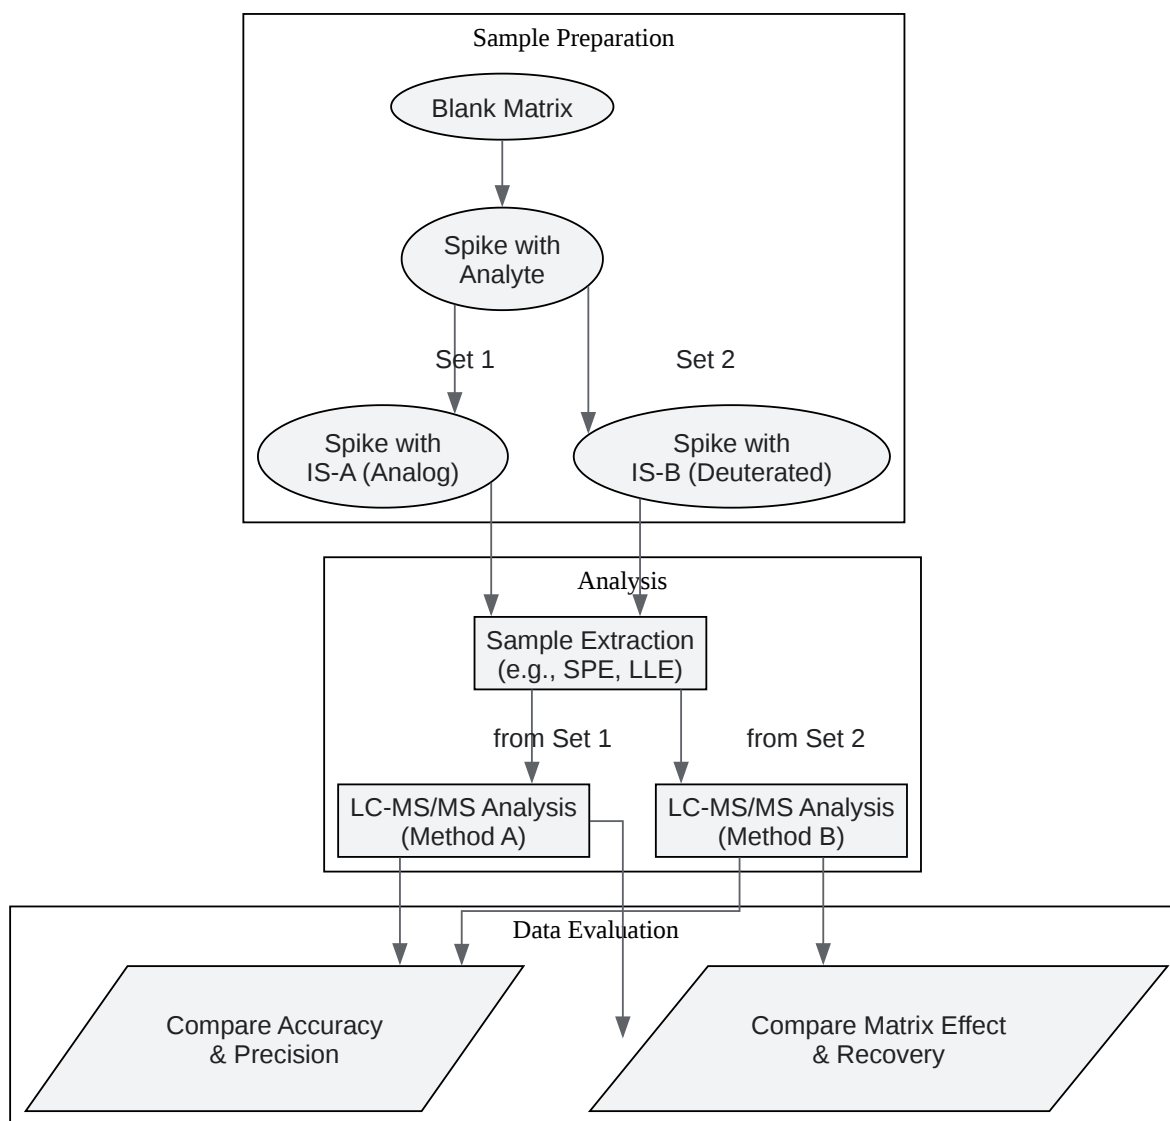 Sample Preparation
Blank Matrix
Spike with
Analyte
Set 1
Set 2
Spike with
IS-A (Analog)
Spike with
IS-B (Deuterated)
Analysis
Sample Extraction
(e.g., SPE, LLE)
from Set 1
from Set 2
LC-MS/MS Analysis
(Method A)
LC-MS/MS Analysis
(Method B)
Data Evaluation
Compare Accuracy
& Precision
Compare Matrix Effect
& Recovery